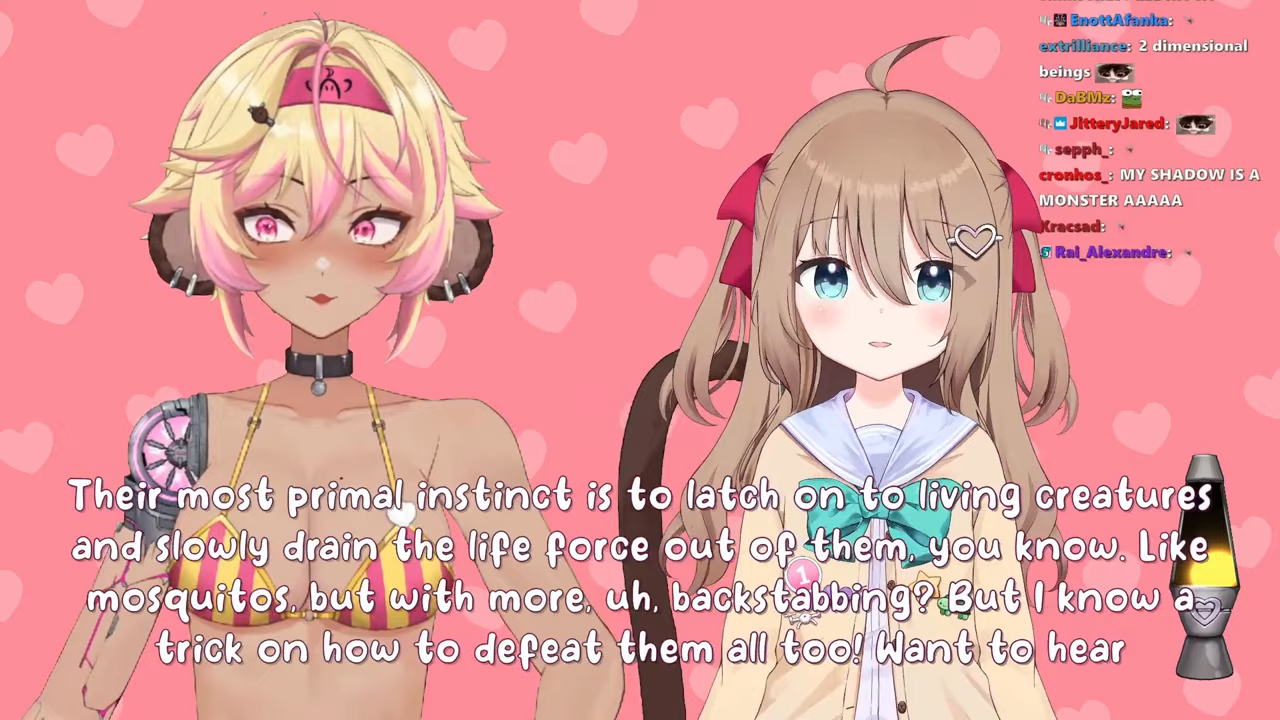 EnottAfanka:
extrilliance: 2 dimensional
beings
DaBMz:
JitteryJared:
sepph_:
cronhos_: MY SHADOW IS A
MONSTER AAAAA
Kracsad:
Rai_Alexandre:
Their most primal instinct is to latch on to living creatures
and slowly drain the life force out of them, you know. Like
mosquitos, but with more, uh, backstabbing? But I know a
trick on how to defeat them all too! Want to hear
1